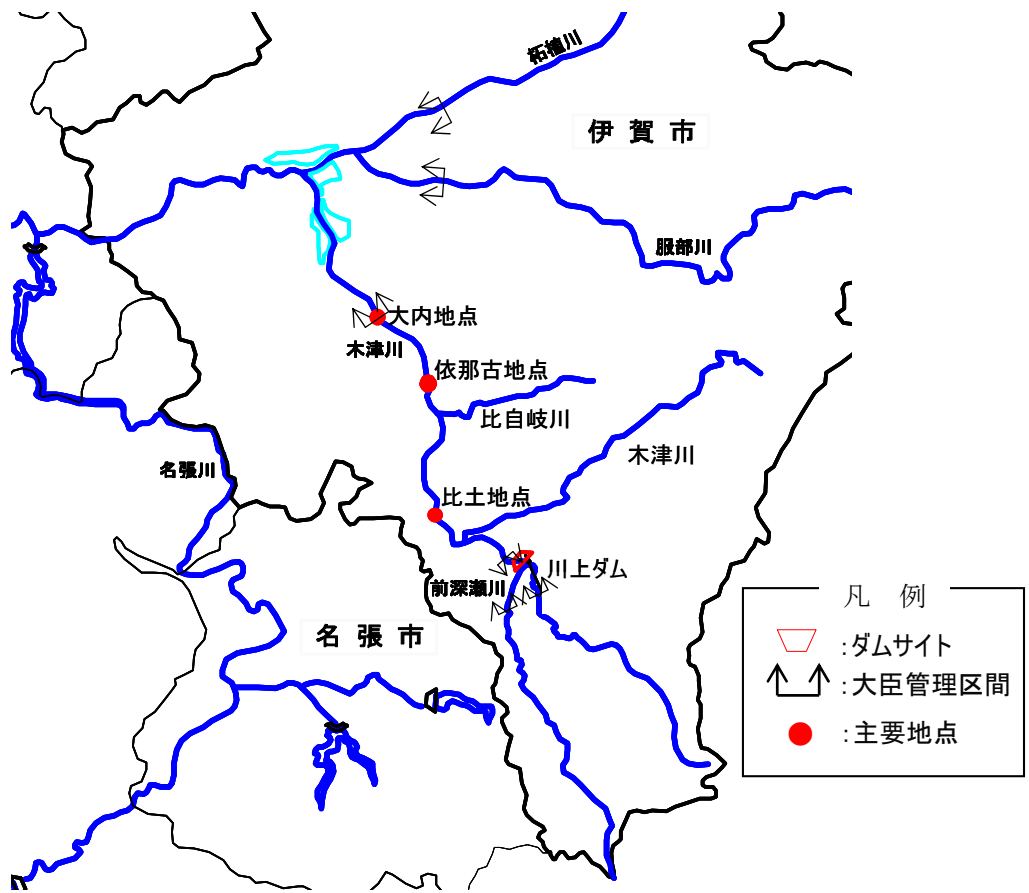 柘植川
伊賀市
服部川
大内地点
木津川
依那古地点
比自岐川
木津川
名張川
比土地点
川上ダム
前深瀬川
名張市
凡 例
:ダムサイト
:大臣管理区間
:主要地点